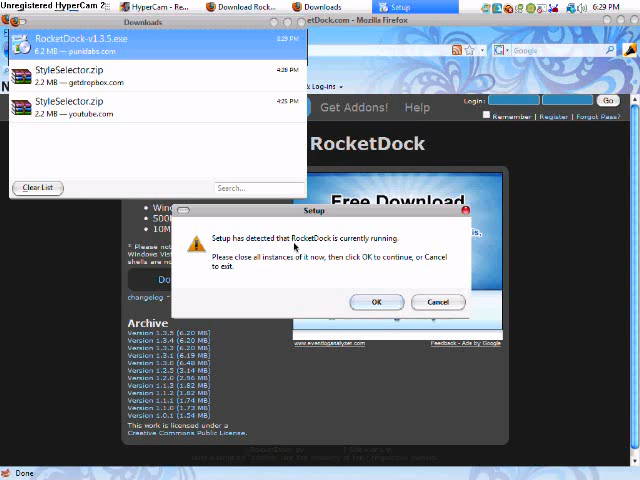 Unregistered HyperCam 2
HyperCam - Re...
Download Rock...
Downloads
Setup
6:29 PM
Downloads
RocketDock.com - Mozilla Firefox
RocketDock-v1.3.5.exe
6:29 PM
6.2 MB — punklabs.com
StyleSelector.zip
4:26 PM
2.2 MB — getdropbox.com
StyleSelector.zip
4:25 PM
2.2 MB — youtube.com
Clear List
Search...
Google
& Log-ins
Get Addons!
Help
Login:
Go
Remember | Register | Forgot Pass?
RocketDock
Free Download
Setup
Setup has detected that RocketDock is currently running.
Please close all instances of it now, then click OK to continue, or Cancel
to exit.
OK
Cancel
changelog
Archive
Version 1.3.5 (6.20 MB)
Version 1.3.4 (6.20 MB)
Version 1.3.3 (6.20 MB)
Version 1.3.1 (6.19 MB)
Version 1.3.0 (6.48 MB)
Version 1.2.5 (3.14 MB)
Version 1.2.0 (2.96 MB)
Version 1.1.3 (1.82 MB)
Version 1.1.2 (1.82 MB)
Version 1.1.1 (1.74 MB)
Version 1.1.0 (1.73 MB)
Version 1.0.1 (1.54 MB)
This work is licensed under a
Creative Commons Public License.
www.eventloganalyzer.com
Feedback - Ads by Google
Done